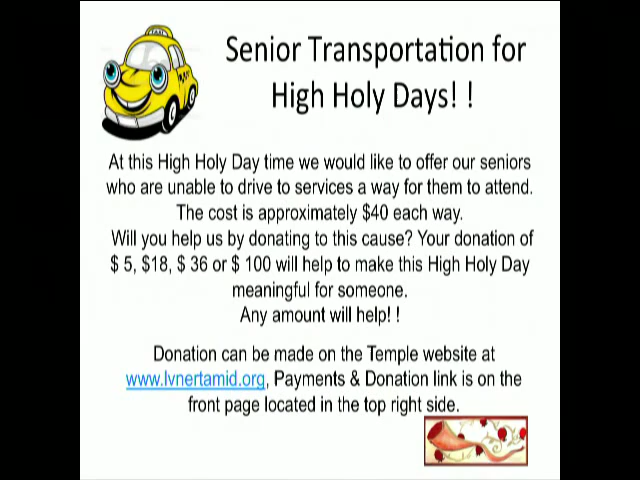 Senior Transportation for
High Holy Days! !
At this High Holy Day time we would like to offer our seniors
who are unable to drive to services a way for them to attend.
The cost is approximately $40 each way.
Will you help us by donating to this cause? Your donation of
$ 5, $18, $ 36 or $ 100 will help to make this High Holy Day
meaningful for someone.
Any amount will help! !
Donation can be made on the Temple website at
www.lvnertamid.org, Payments & Donation link is on the
front page located in the top right side.